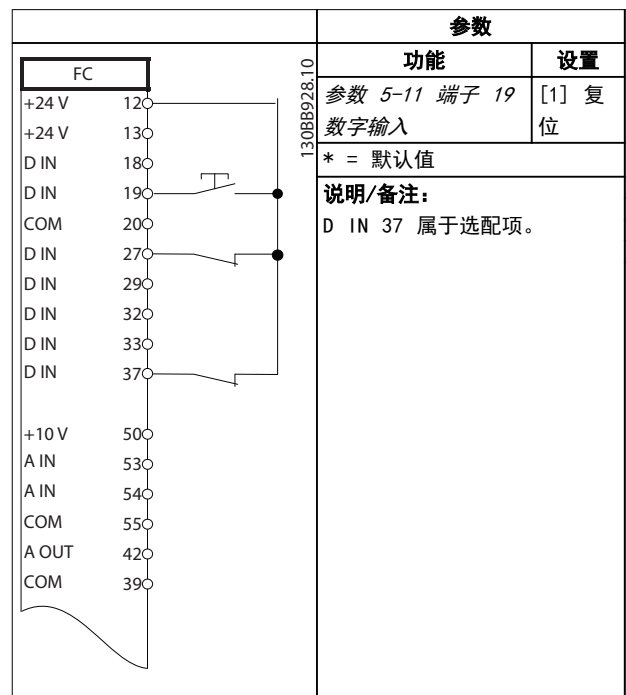 参数
功能 设置
参数 5-11 端子 19 数字输入
[1] 复位
* = 默认值
说明/备注：
D IN 37 属于选配项。
FC
+24 V 12
+24 V 13
D IN 18
D IN 19
COM 20
D IN 27
D IN 29
D IN 32
D IN 33
D IN 37
+10 V 50
A IN 53
A IN 54
COM 55
A OUT 42
COM 39
130BB928.10